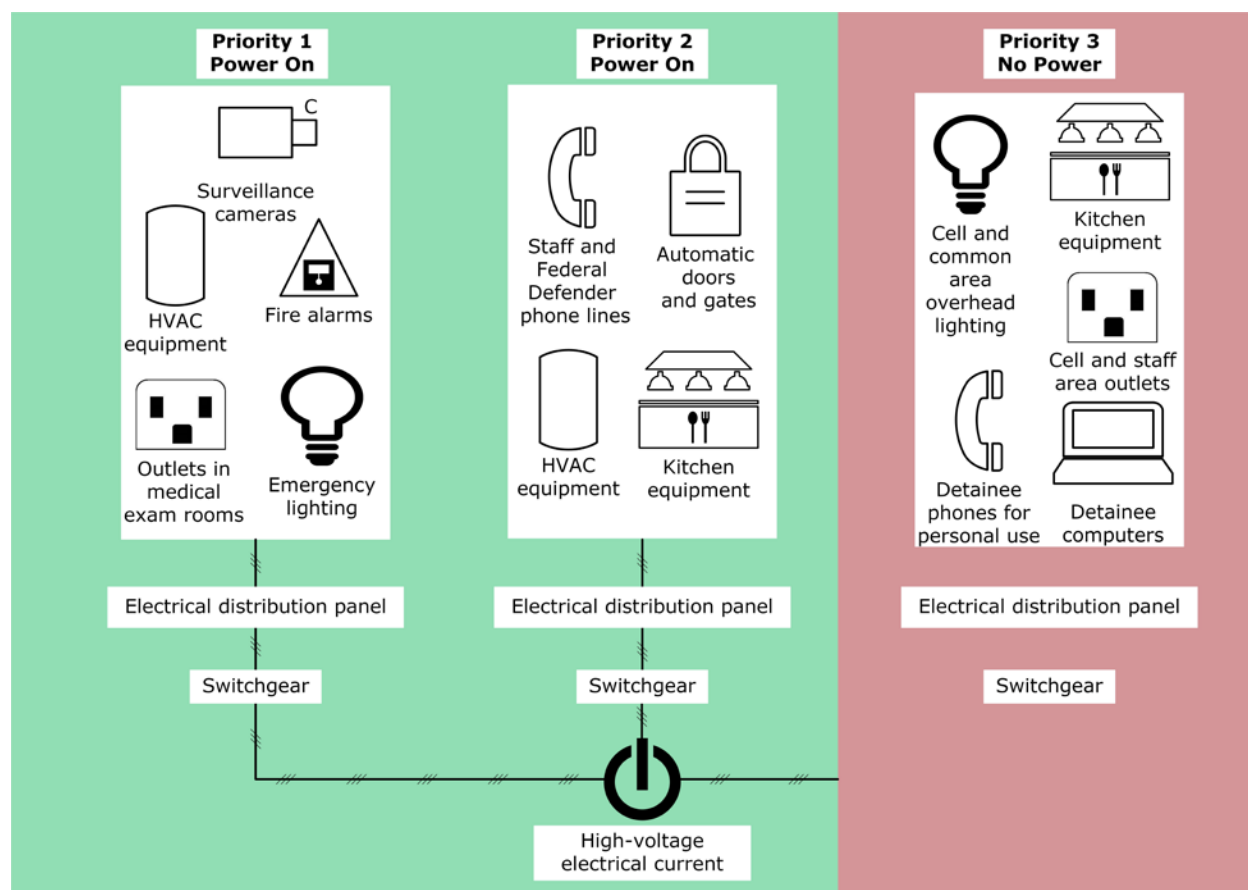 Priority 1
Power On
C
Surveillance
cameras
HVAC
equipment
Fire alarms
Outlets in
medical
exam rooms
Emergency
lighting
Electrical distribution panel
Switchgear
Priority 2
Power On
Staff and
Federal
Defender
phone lines
Automatic
doors
and gates
HVAC
equipment
Kitchen
equipment
Electrical distribution panel
Switchgear
High-voltage
electrical current
Priority 3
No Power
Cell and
common
area
overhead
lighting
Kitchen
equipment
Cell and staff
area outlets
Detainee
phones for
personal use
Detainee
computers
Electrical distribution panel
Switchgear